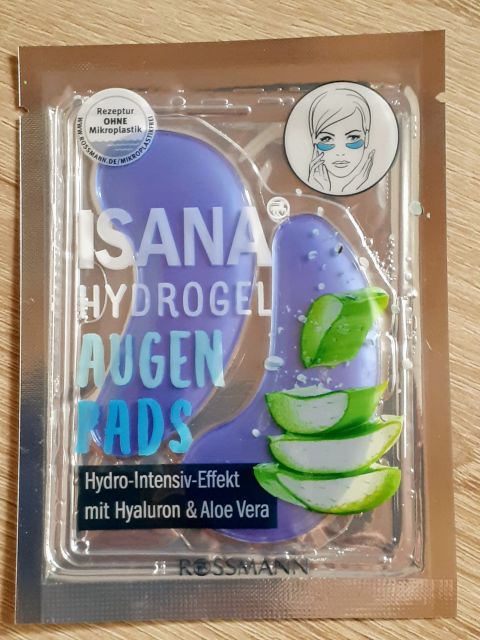 Rezeptur
OHNE
Mikroplastik
WWW.ROSSMANN.DE/MIKROPLASTIKFREI
ISANA®
HYDROGEL
AUGEN
PADS
Hydro-Intensiv-Effekt
mit Hyaluron & Aloe Vera
ROSSMANN